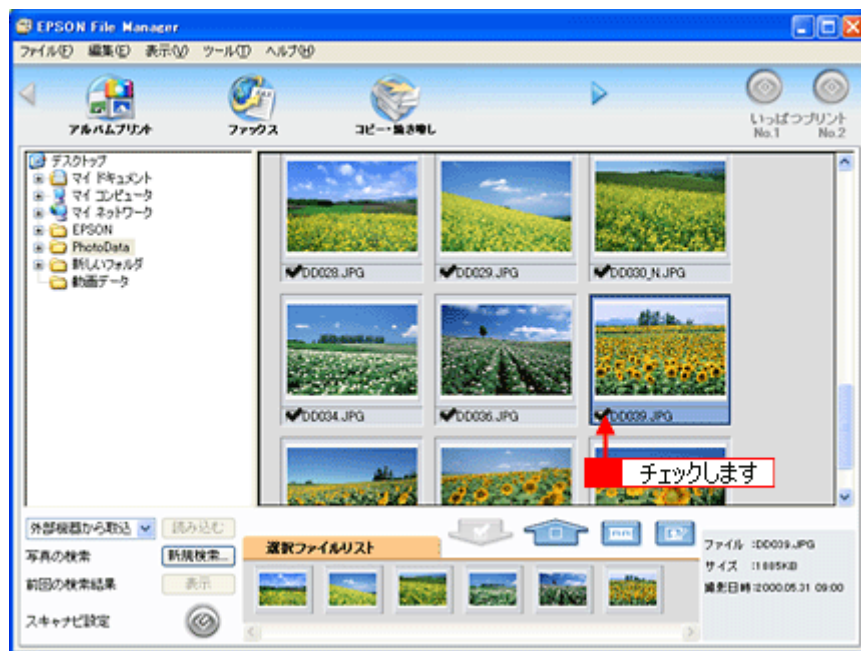 EPSON File Manager
ファイル(F) 編集(E) 表示(V) ツール(T) ヘルプ(H)
アルバムプリント
ファックス
コピー・焼き増し
いっぱつプリント
No.1 No.2
デスクトップ
マイ ドキュメント
マイ コンピュータ
マイ ネットワーク
EPSON
PhotoData
新しいフォルダ
動画データ
DD028.JPG
DD029.JPG
DD030_N.JPG
DD034.JPG
DD036.JPG
DD039.JPG
チェックします
外部機器から取込
読み込む
写真の検索
新規検索...
前回の検索結果
表示
スキャナビ設定
選択ファイルリスト
ファイル :DD039.JPG
サイズ :1885KB
撮影日時:2000.05.31 09:00